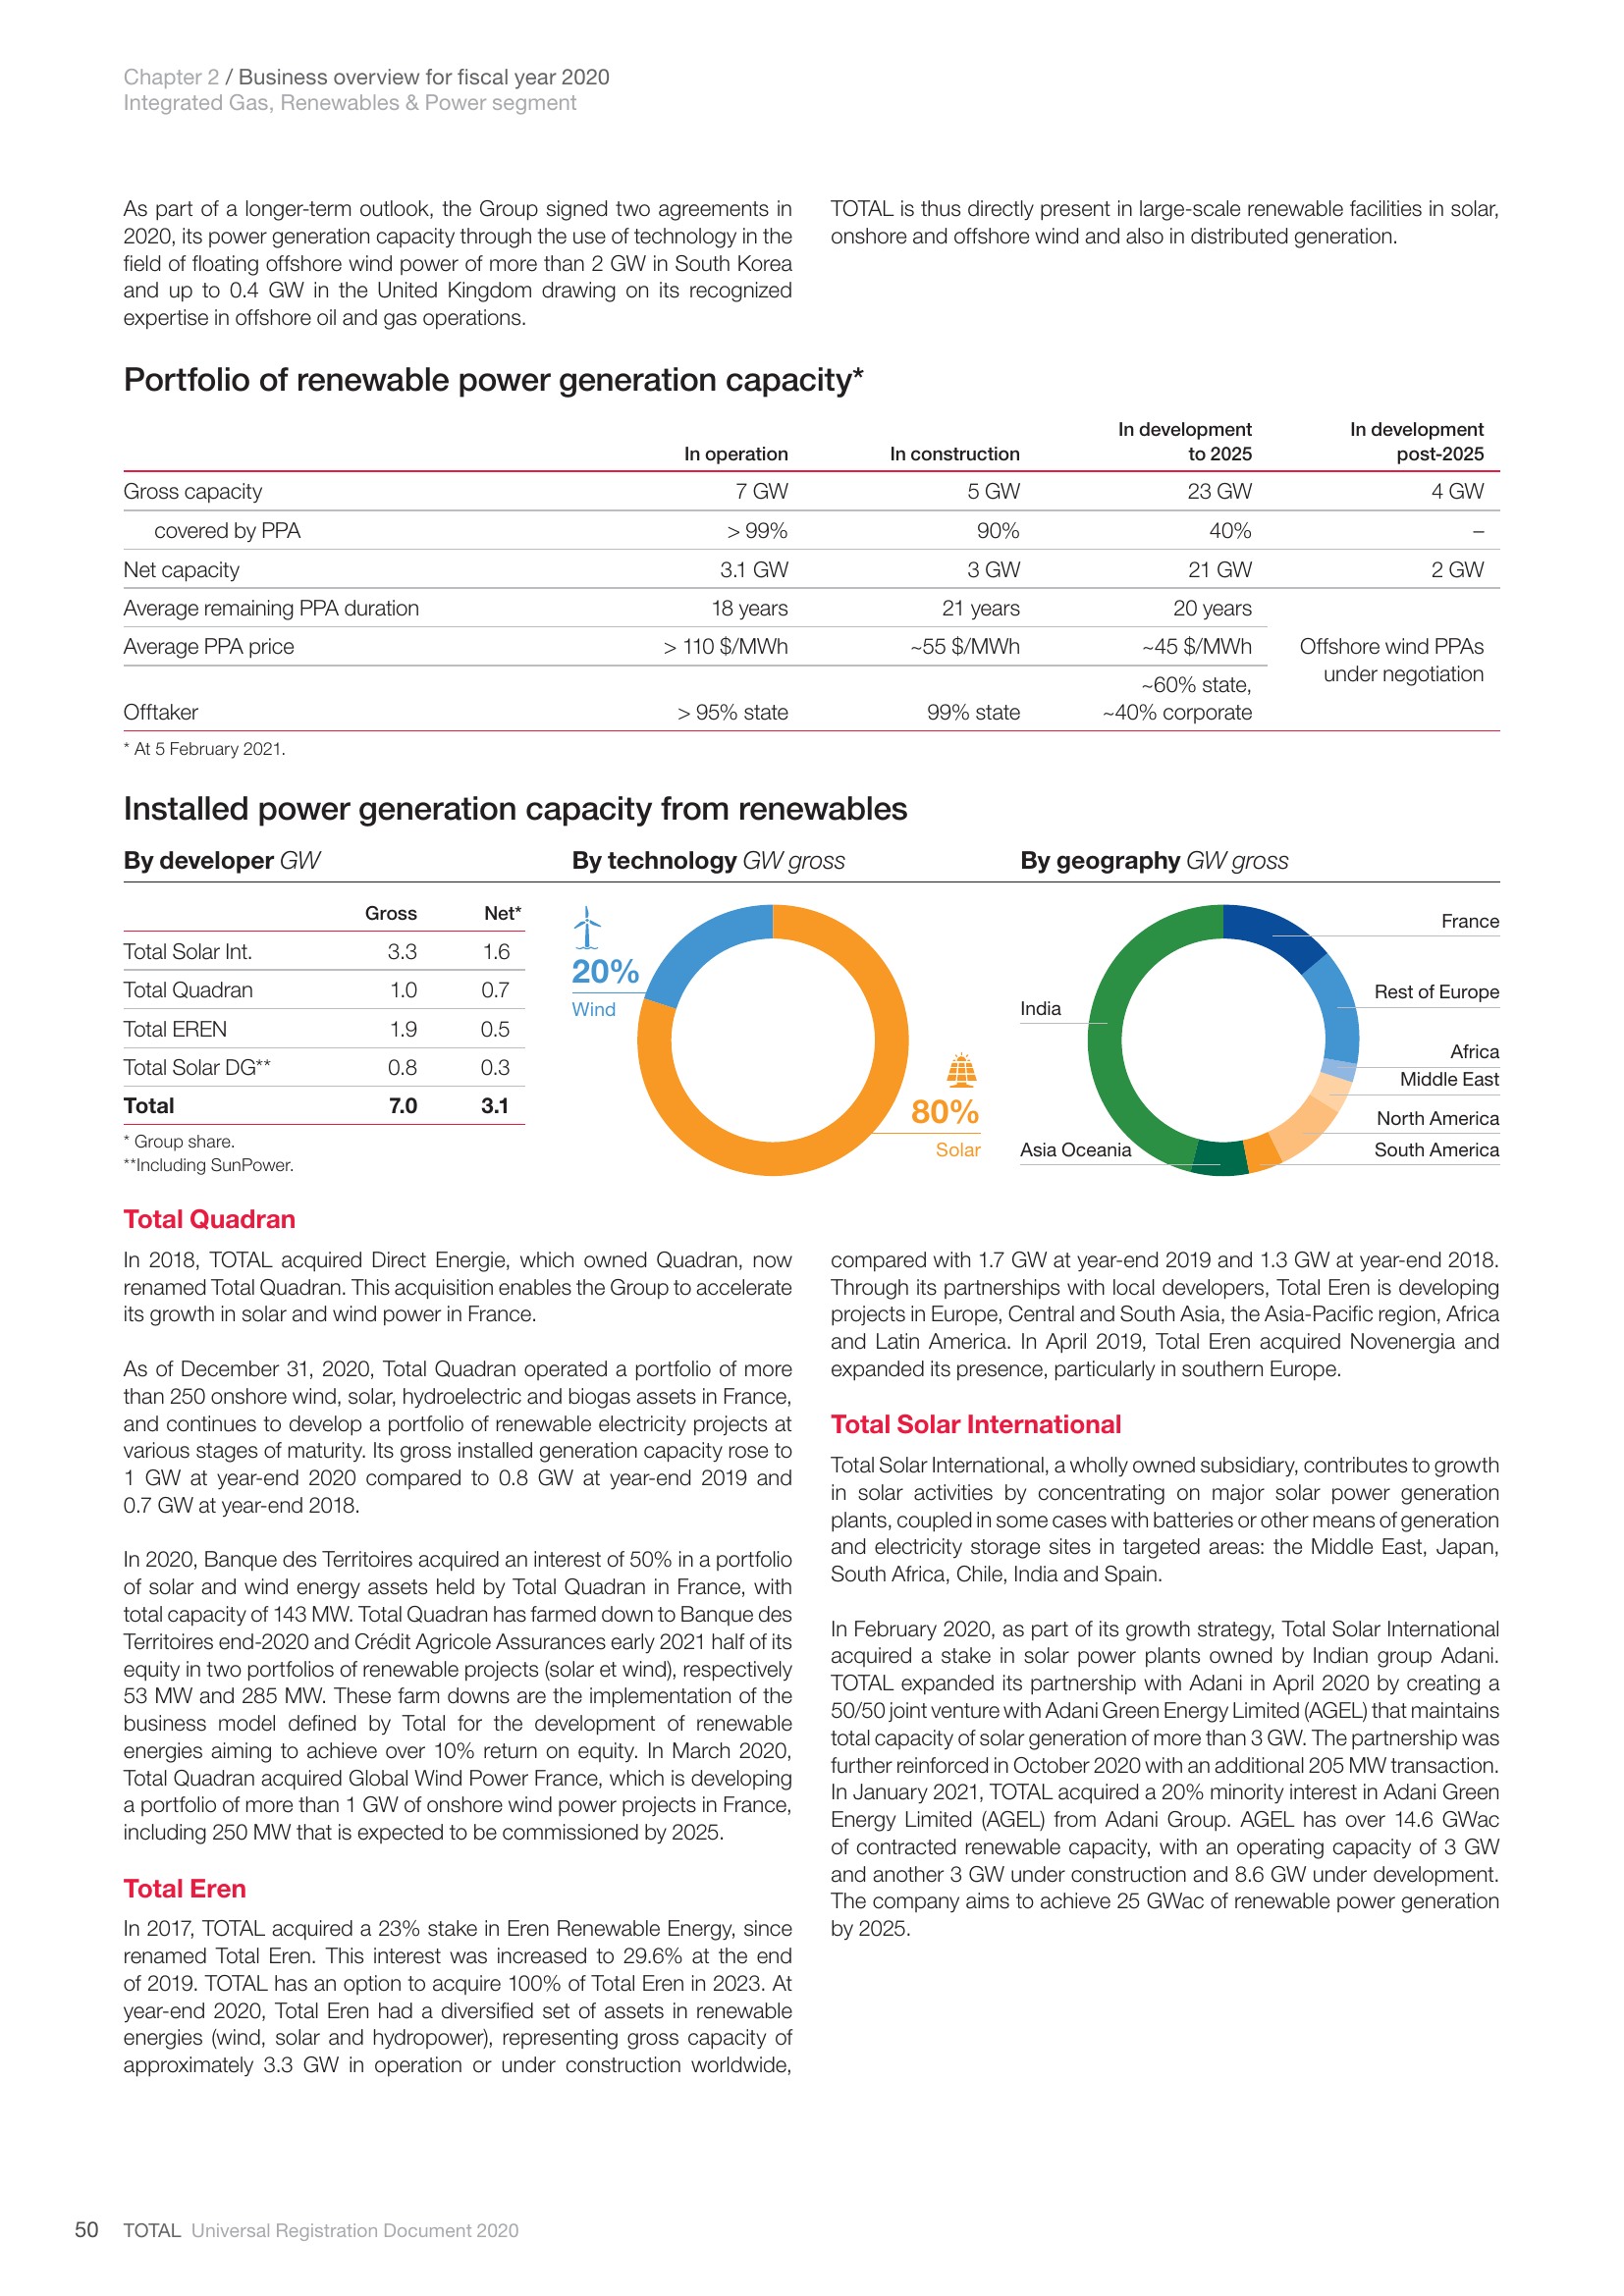 Chapter 2 / Business overview for fiscal year 2020
Integrated Gas, Renewables & Power segment
As part of a longer-term outlook, the Group signed two agreements in
2020, its power generation capacity through the use of technology in the
field of floating offshore wind power of more than 2 GW in South Korea
and up to 0.4 GW in the United Kingdom drawing on its recognized
expertise in offshore oil and gas operations.
TOTAL is thus directly present in large-scale renewable facilities in solar,
onshore and offshore wind and also in distributed generation.
Portfolio of renewable power generation capacity*
In operation In construction In development to 2025 In development post-2025
Gross capacity 7 GW 5 GW 23 GW 4 GW
covered by PPA > 99% 90% 40% –
Net capacity 3.1 GW 3 GW 21 GW 2 GW
Average remaining PPA duration 18 years 21 years 20 years
Average PPA price > 110 $/MWh ~55 $/MWh ~45 $/MWh Offshore wind PPAs
under negotiation
~60% state,
Offtaker > 95% state 99% state ~40% corporate
* At 5 February 2021.
Installed power generation capacity from renewables
By developer GW
Gross Net*
Total Solar Int. 3.3 1.6
Total Quadran 1.0 0.7
Total EREN 1.9 0.5
Total Solar DG** 0.8 0.3
Total 7.0 3.1
* Group share.
**Including SunPower.
By technology GW gross
20%
Wind
80%
Solar
By geography GW gross
France
Rest of Europe
India
Africa
Middle East
North America
South America
Asia Oceania
Total Quadran
In 2018, TOTAL acquired Direct Energie, which owned Quadran, now
renamed Total Quadran. This acquisition enables the Group to accelerate
its growth in solar and wind power in France.
As of December 31, 2020, Total Quadran operated a portfolio of more
than 250 onshore wind, solar, hydroelectric and biogas assets in France,
and continues to develop a portfolio of renewable electricity projects at
various stages of maturity. Its gross installed generation capacity rose to
1 GW at year-end 2020 compared to 0.8 GW at year-end 2019 and
0.7 GW at year-end 2018.
In 2020, Banque des Territoires acquired an interest of 50% in a portfolio
of solar and wind energy assets held by Total Quadran in France, with
total capacity of 143 MW. Total Quadran has farmed down to Banque des
Territoires end-2020 and Crédit Agricole Assurances early 2021 half of its
equity in two portfolios of renewable projects (solar et wind), respectively
53 MW and 285 MW. These farm downs are the implementation of the
business model defined by Total for the development of renewable
energies aiming to achieve over 10% return on equity. In March 2020,
Total Quadran acquired Global Wind Power France, which is developing
a portfolio of more than 1 GW of onshore wind power projects in France,
including 250 MW that is expected to be commissioned by 2025.
Total Eren
In 2017, TOTAL acquired a 23% stake in Eren Renewable Energy, since
renamed Total Eren. This interest was increased to 29.6% at the end
of 2019. TOTAL has an option to acquire 100% of Total Eren in 2023. At
year-end 2020, Total Eren had a diversified set of assets in renewable
energies (wind, solar and hydropower), representing gross capacity of
approximately 3.3 GW in operation or under construction worldwide,
compared with 1.7 GW at year-end 2019 and 1.3 GW at year-end 2018.
Through its partnerships with local developers, Total Eren is developing
projects in Europe, Central and South Asia, the Asia-Pacific region, Africa
and Latin America. In April 2019, Total Eren acquired Novenergia and
expanded its presence, particularly in southern Europe.
Total Solar International
Total Solar International, a wholly owned subsidiary, contributes to growth
in solar activities by concentrating on major solar power generation
plants, coupled in some cases with batteries or other means of generation
and electricity storage sites in targeted areas: the Middle East, Japan,
South Africa, Chile, India and Spain.
In February 2020, as part of its growth strategy, Total Solar International
acquired a stake in solar power plants owned by Indian group Adani.
TOTAL expanded its partnership with Adani in April 2020 by creating a
50/50 joint venture with Adani Green Energy Limited (AGEL) that maintains
total capacity of solar generation of more than 3 GW. The partnership was
further reinforced in October 2020 with an additional 205 MW transaction.
In January 2021, TOTAL acquired a 20% minority interest in Adani Green
Energy Limited (AGEL) from Adani Group. AGEL has over 14.6 GWac
of contracted renewable capacity, with an operating capacity of 3 GW
and another 3 GW under construction and 8.6 GW under development.
The company aims to achieve 25 GWac of renewable power generation
by 2025.
50 TOTAL Universal Registration Document 2020